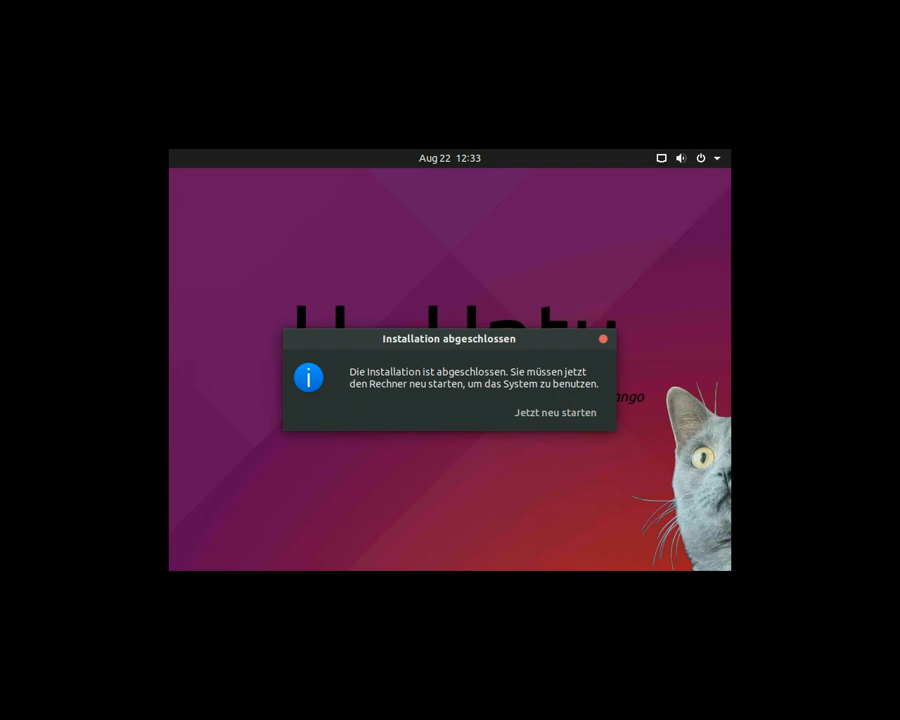 Aug 22 12:33
Installation abgeschlossen
Die Installation ist abgeschlossen. Sie müssen jetzt
den Rechner neu starten, um das System zu benutzen.
Jetzt neu starten